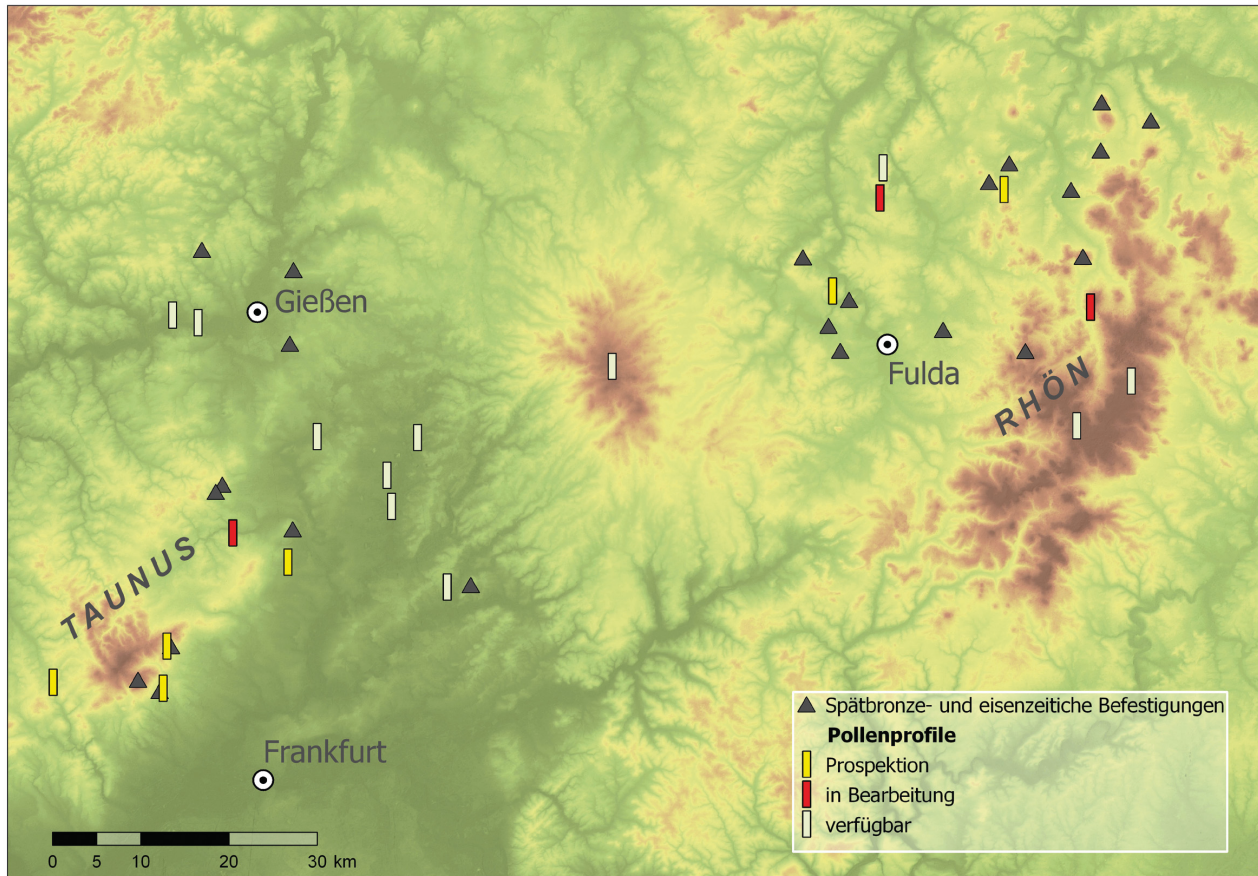 Gießen
Fulda
RHÖN
TAUNUS
Frankfurt
Spätbronze- und eisenzeitiche Befestigungen
Pollenprofile
Prospektion
in Bearbeitung
verfügbar
0 5 10 20 30 km